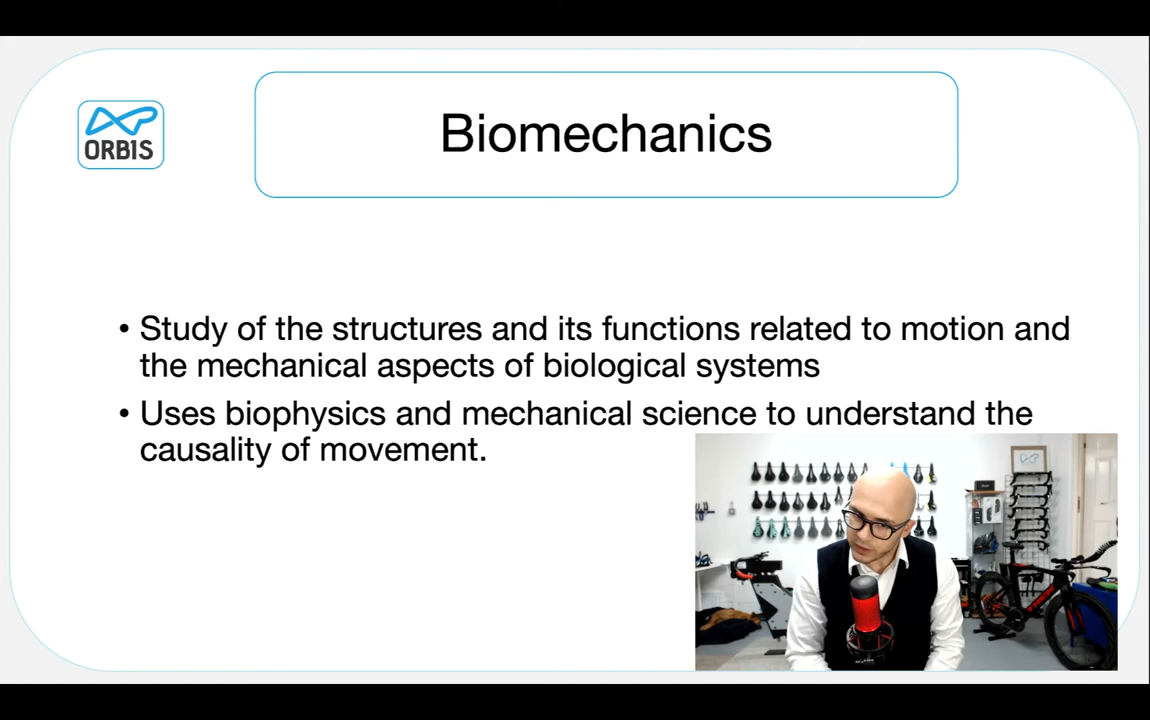 ORBIS
Biomechanics
• Study of the structures and its functions related to motion and
the mechanical aspects of biological systems
• Uses biophysics and mechanical science to understand the
causality of movement.